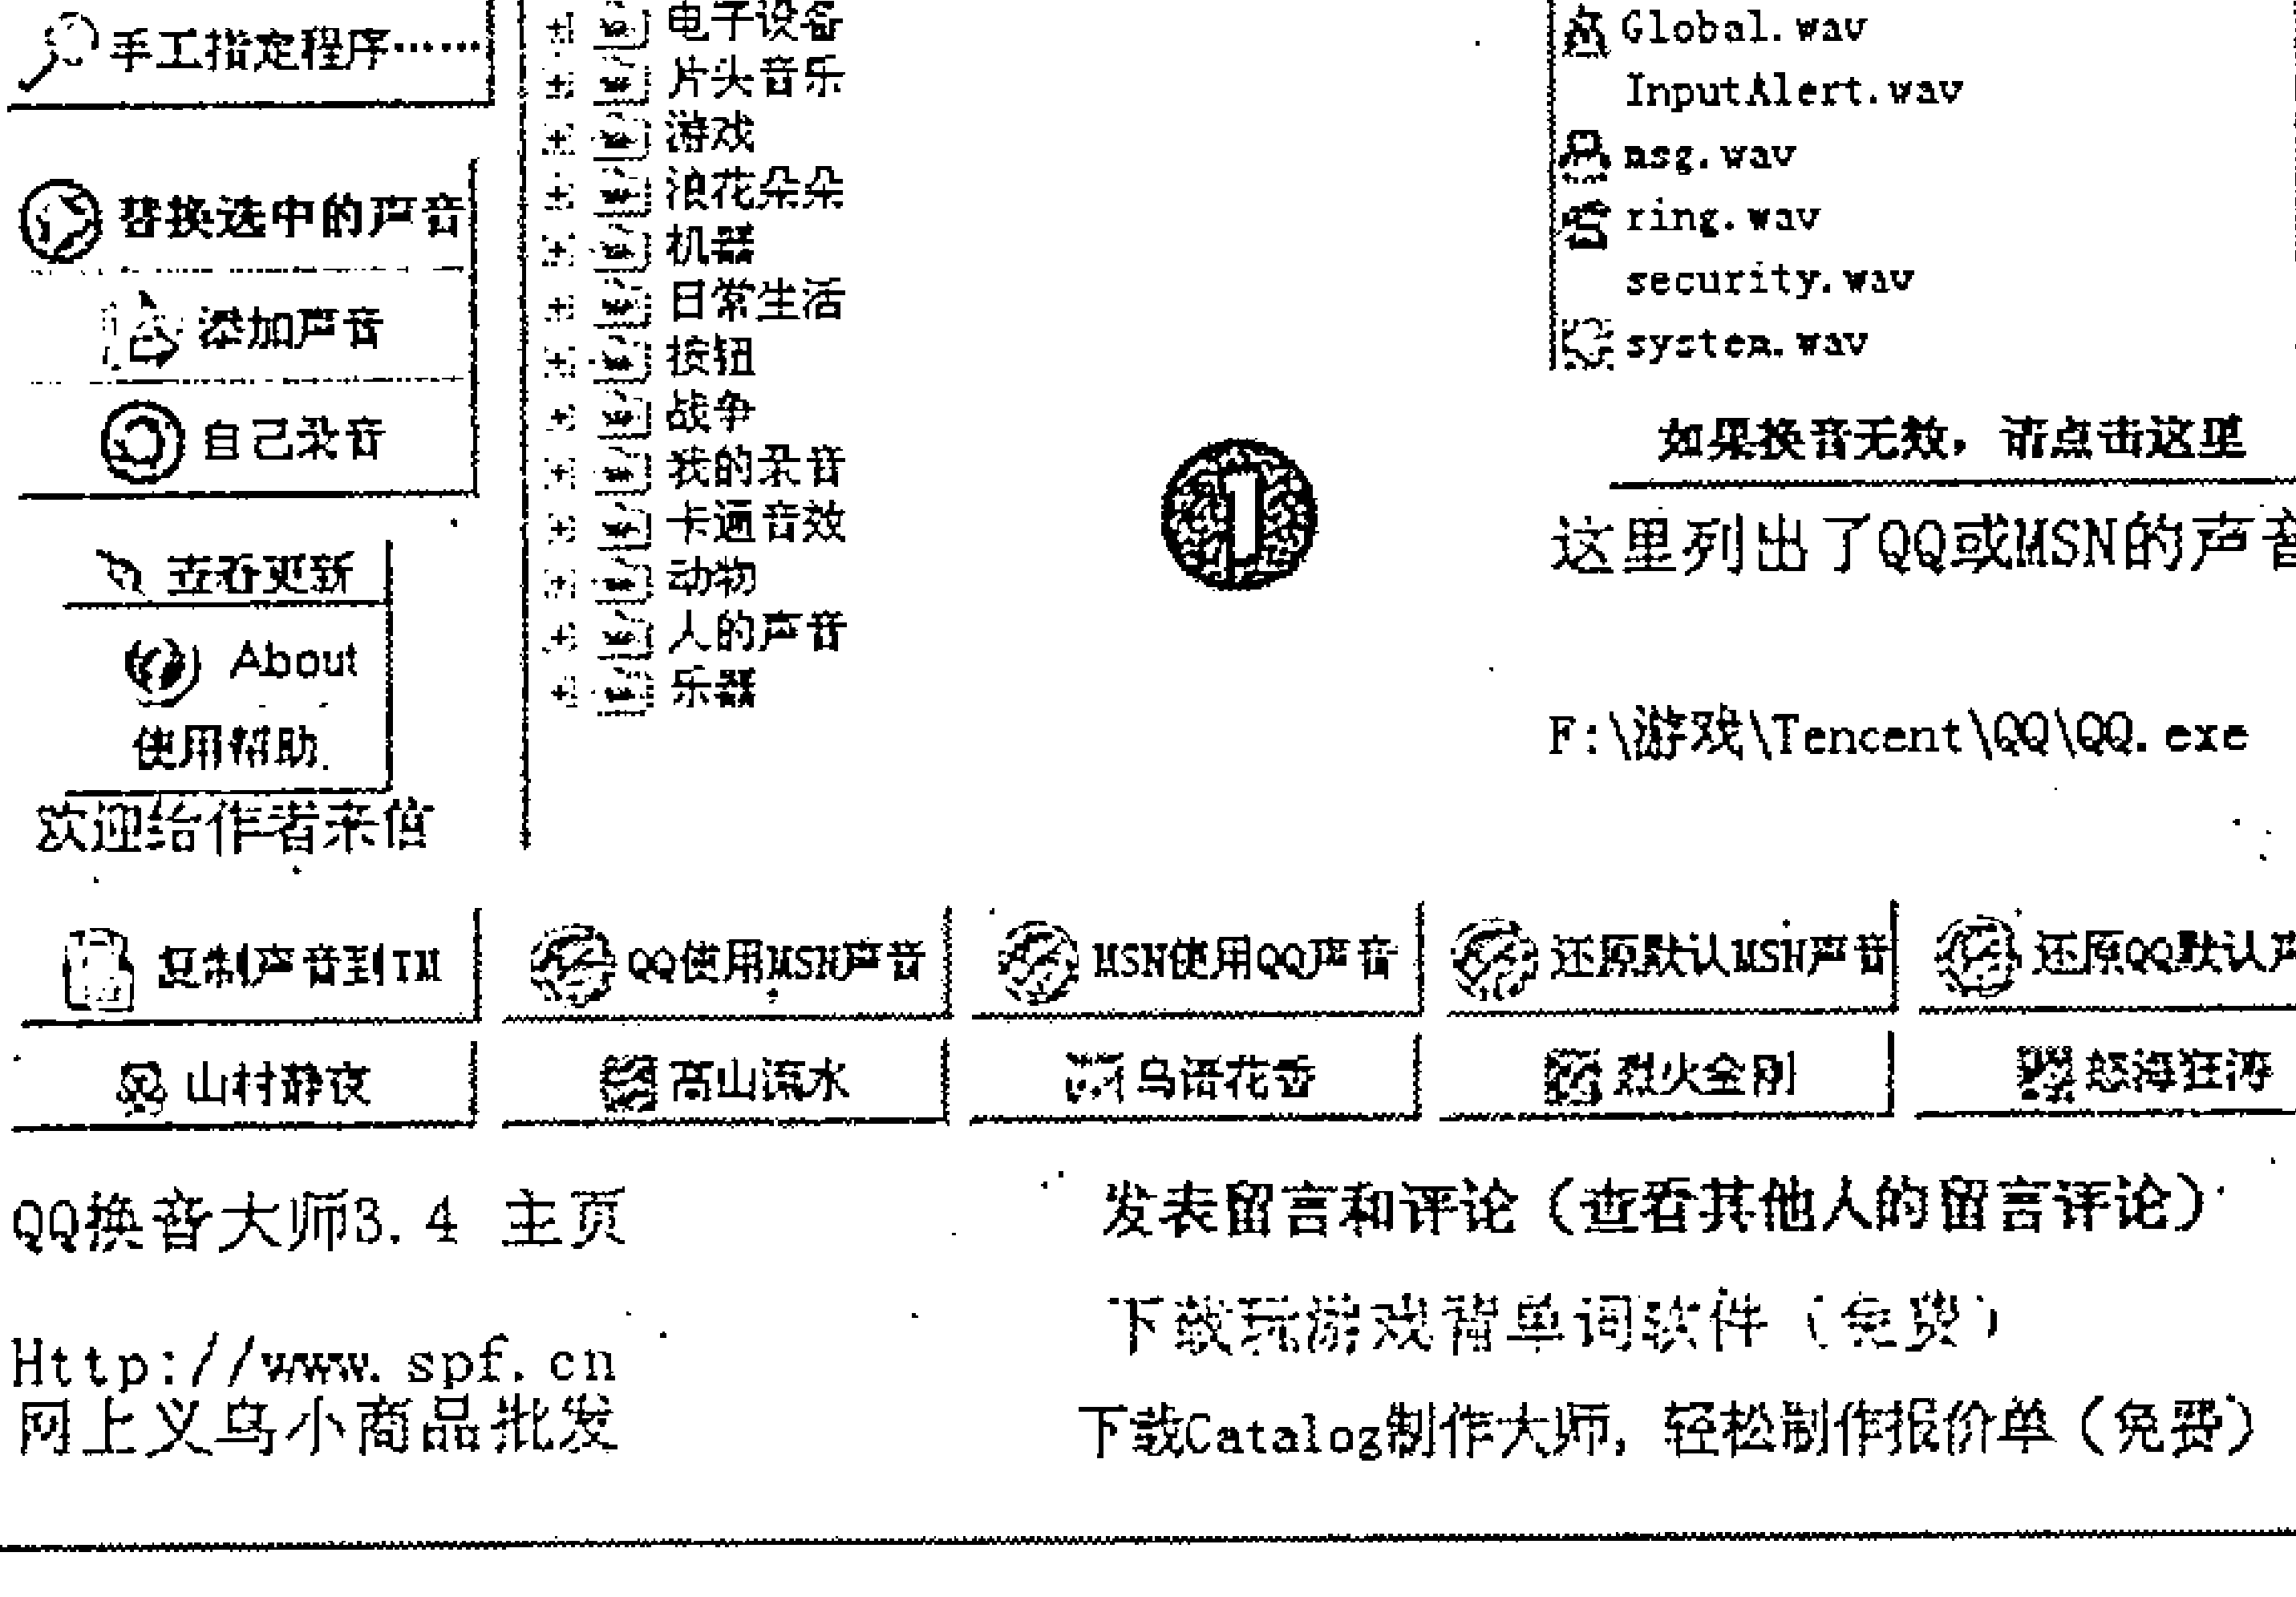 手工指定程序……
替换选中的声音
添加声音
自己录音
查看更新
About
使用帮助
欢迎给作者来信
电子设备
片头音乐
游戏
浪花朵朵
机器
日常生活
按钮
战争
我的录音
卡通音效
动物
人的声音
乐器
1
Global.wav
InputAlert.wav
msg.wav
ring.wav
security.wav
system.wav
如果换音无效，请点击这里
这里列出了QQ或MSN的声音
F:\游戏\Tencent\QQ\QQ.exe
复制声音到TM
QQ使用MSN声音
MSN使用QQ声音
还原默认MSN声音
还原QQ默认声
山村静夜
高山流水
鸟语花香
烈火金刚
怒海狂涛
QQ换音大师3.4 主页
Http://www.spf.cn
网上义乌小商品批发
发表留言和评论（查看其他人的留言评论）
下载玩游戏背单词软件（免费）
下载Catalog制作大师，轻松制作报价单（免费）